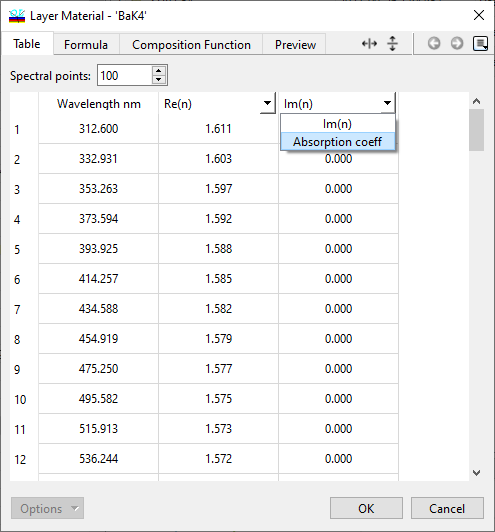 Layer Material - 'BaK4'
Table Formula Composition Function Preview
Spectral points: 100
Wavelength nm Re(n) Im(n)
Im(n)
Absorption coeff
1 312.600 1.611
2 332.931 1.603 0.000
3 353.263 1.597 0.000
4 373.594 1.592 0.000
5 393.925 1.588 0.000
6 414.257 1.585 0.000
7 434.588 1.582 0.000
8 454.919 1.579 0.000
9 475.250 1.577 0.000
10 495.582 1.575 0.000
11 515.913 1.573 0.000
12 536.244 1.572 0.000
Options OK Cancel